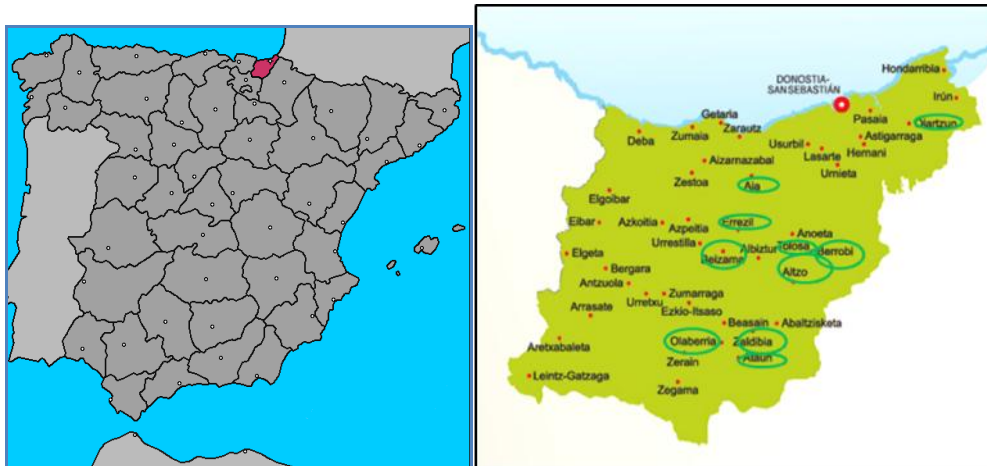 Hondarribia
DONOSTIA-
SAN SEBASTIÁN
Irún
Pasaia
Oiartzun
Getaria
Zumaia
Zarautz
Deba
Astigarraga
Usurbil
Hernani
Lasarte
Urnieta
Aizarnazabal
Zestoa
Aia
Elgoibar
Eibar
Azkoitia
Azpeitia
Errezil
Anoeta
Urrestilla
Albiztur
Tolosa
Berrobi
Elgeta
Beizama
Bergara
Altzo
Antzuola
Urretxu
Zumarraga
Ezkio-Itsaso
Arrasate
Beasain
Abaltzisketa
Aretxabaleta
Olaberria
Zaldibia
Zerain
Ataun
Leintz-Gatzaga
Zegama